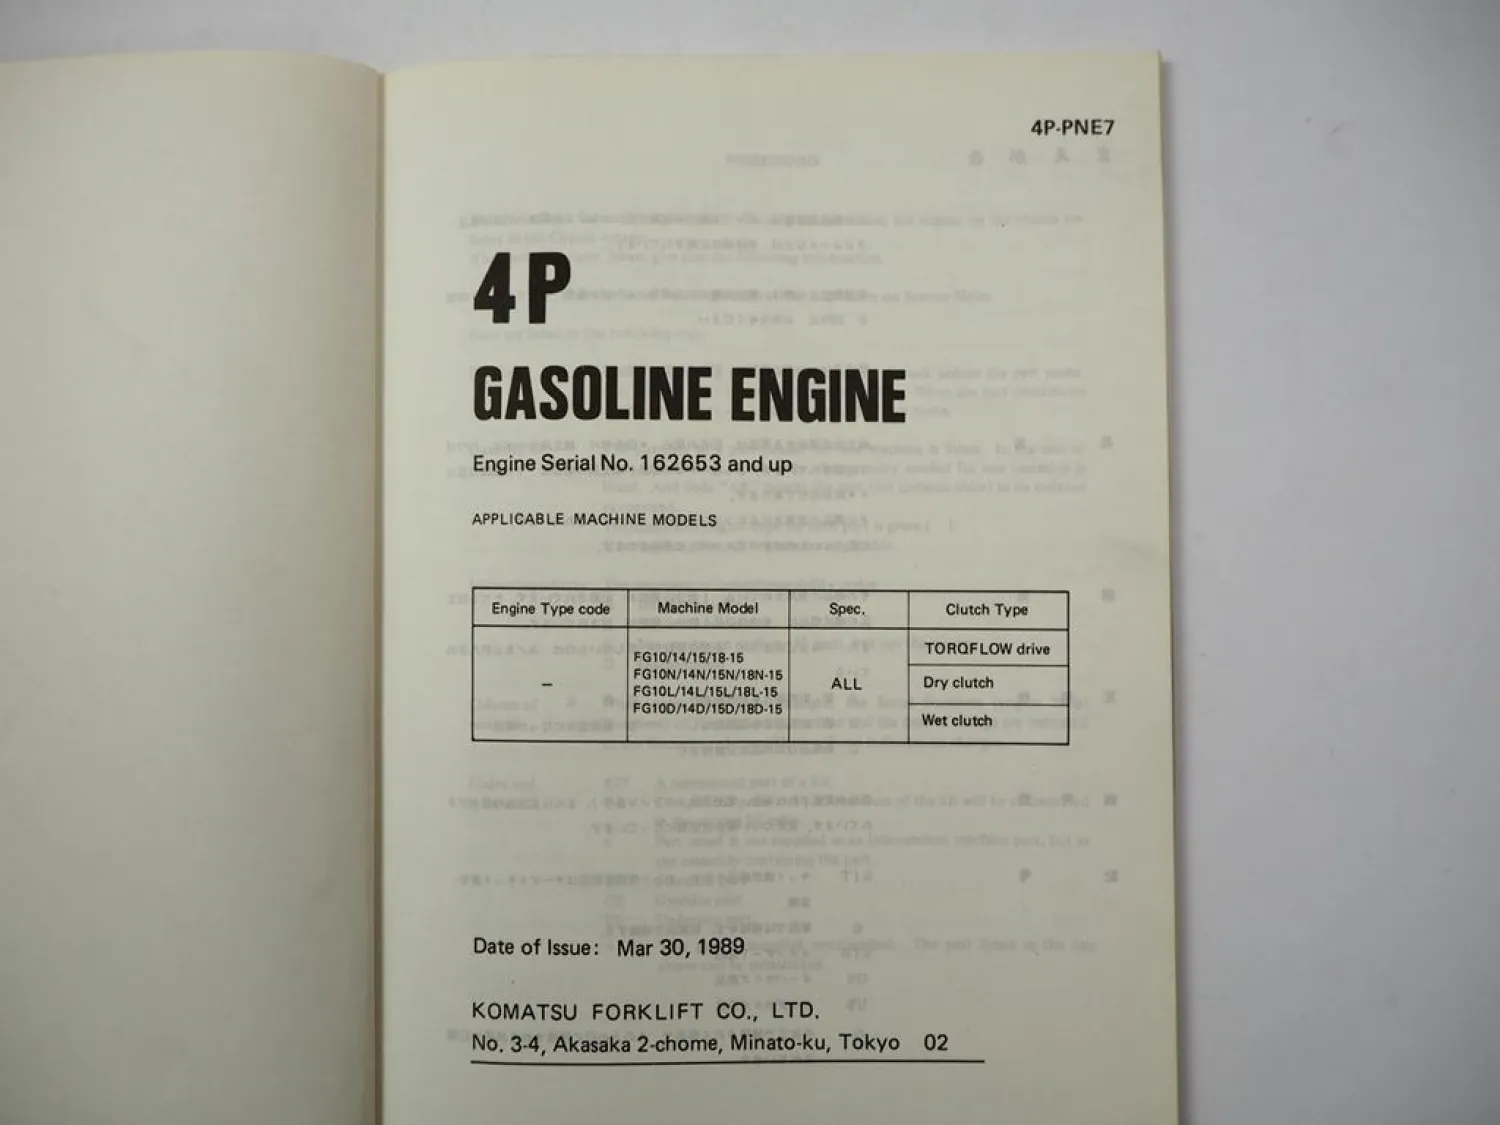 4P-PNE7
4P
GASOLINE ENGINE
Engine Serial No. 162653 and up
APPLICABLE MACHINE MODELS
Engine Type code Machine Model Spec. Clutch Type
– FG10/14/15/18-15 ALL TORQFLOW drive
FG10N/14N/15N/18N-15
FG10L/14L/15L/18L-15 Dry clutch
FG10D/14D/15D/18D-15 Wet clutch
Date of Issue: Mar 30, 1989
KOMATSU FORKLIFT CO., LTD.
No. 3-4, Akasaka 2-chome, Minato-ku, Tokyo 02